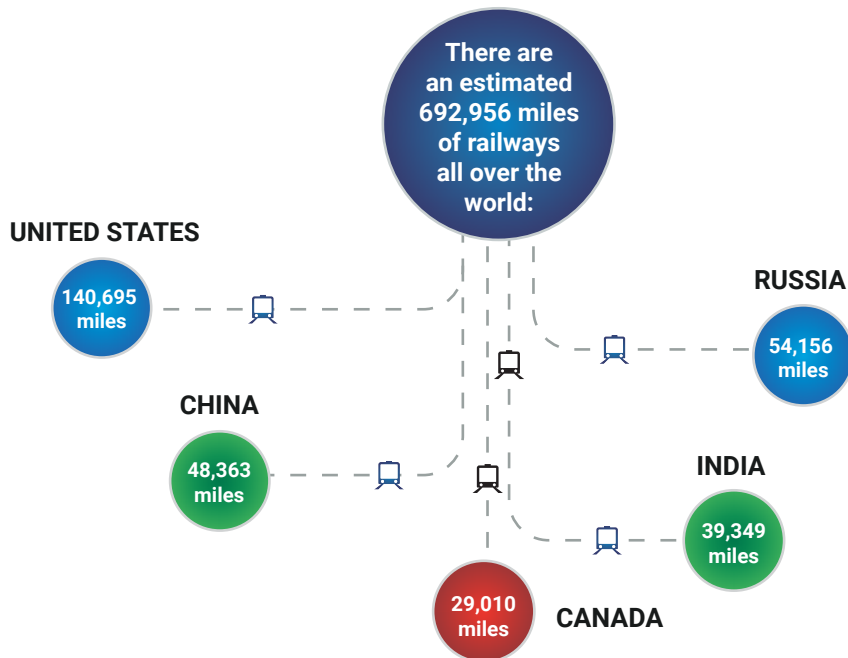 There are
an estimated
692,956 miles
of railways
all over the
world:
UNITED STATES
140,695
miles
RUSSIA
54,156
miles
CHINA
48,363
miles
INDIA
39,349
miles
29,010
miles
CANADA